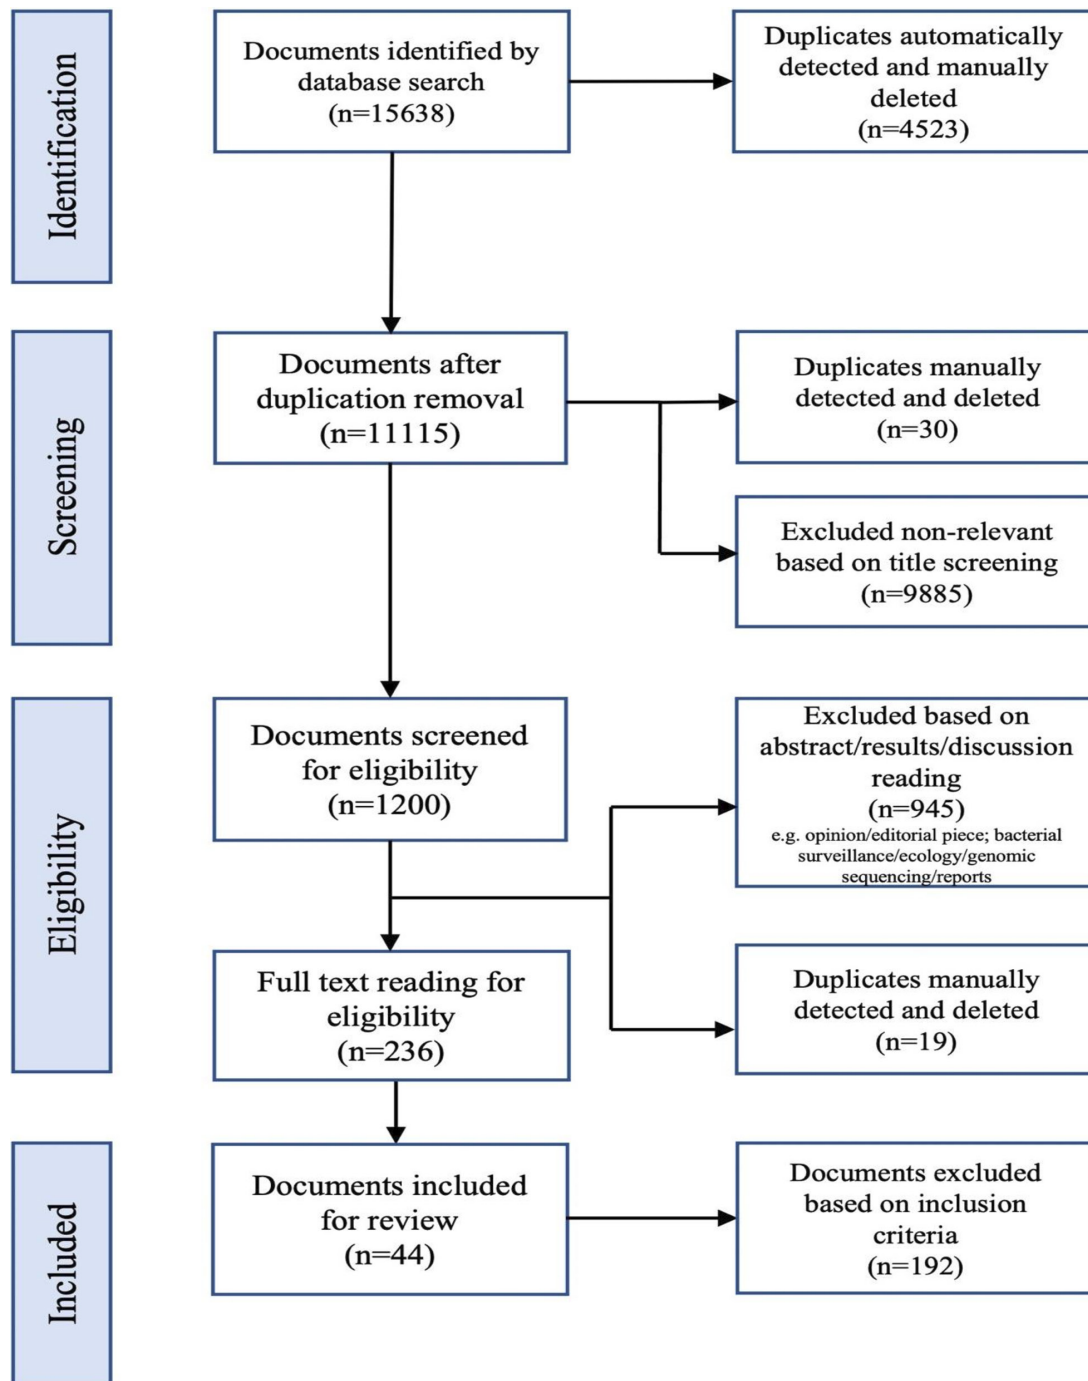 Identification
Documents identified by
database search
(n=15638)
Duplicates automatically
detected and manually
deleted
(n=4523)
Screening
Documents after
duplication removal
(n=11115)
Duplicates manually
detected and deleted
(n=30)
Excluded non-relevant
based on title screening
(n=9885)
Eligibility
Documents screened
for eligibility
(n=1200)
Excluded based on
abstract/results/discussion
reading
(n=945)
e.g. opinion/editorial piece; bacterial
surveillance/ecology/genomic
sequencing/reports
Full text reading for
eligibility
(n=236)
Duplicates manually
detected and deleted
(n=19)
Included
Documents included
for review
(n=44)
Documents excluded
based on inclusion
criteria
(n=192)